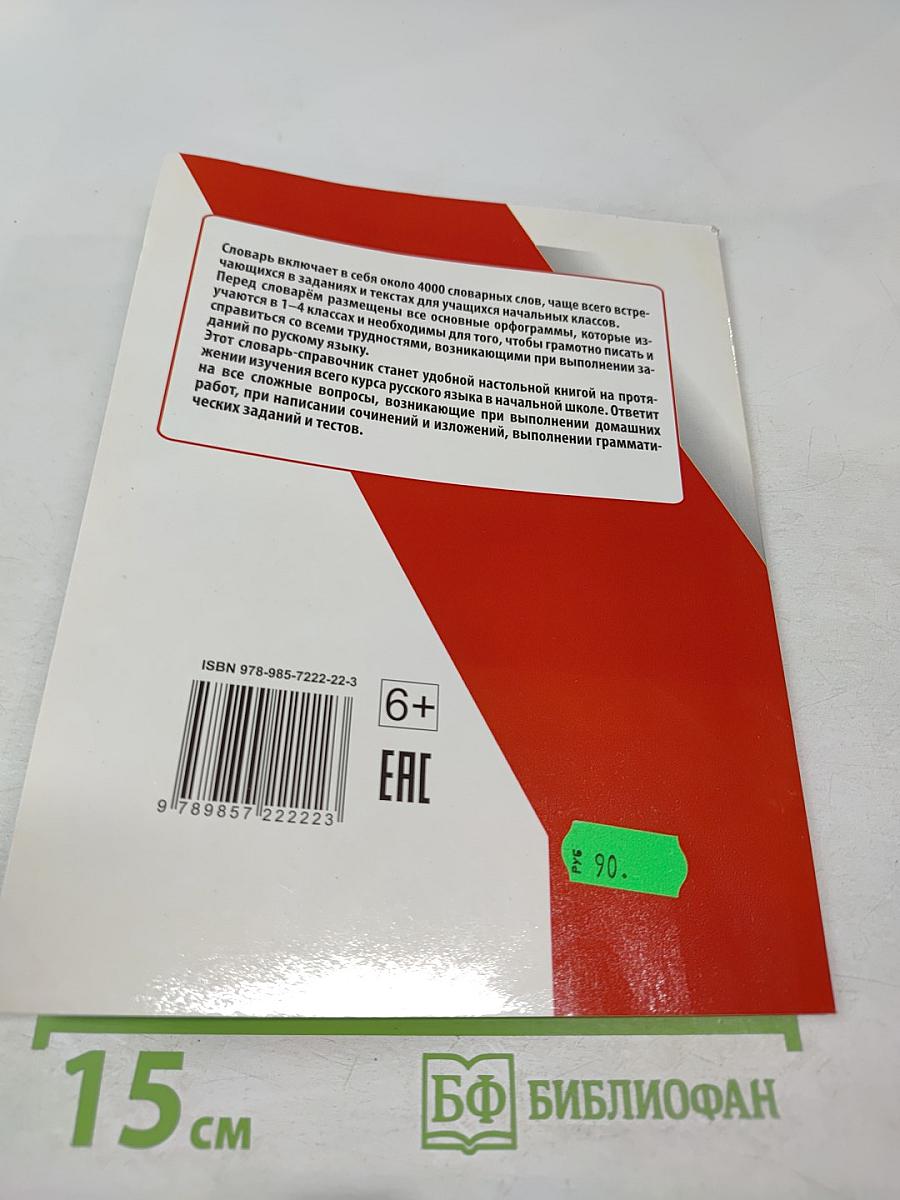 Словарь включает в себя около 4000 словарных слов, чаще всего встре-
чающихся в заданиях и текстах для учащихся начальных классов.
Перед словарём размещены все основные орфограммы, которые из-
учаются в 1–4 классах и необходимы для того, чтобы грамотно писать и
справиться со всеми трудностями, возникающими при выполнении за-
даний по рускому языку.
Этот словарь-справочник станет удобной настольной книгой на протя-
жении изучения всего курса русского языка в начальной школе. Ответит
на все сложные вопросы, возникающие при выполнении домашних
работ, при написании сочинений и изложений, выполнении граммати-
ческих заданий и тестов.
ISBN 978-985-7222-22-3
9 789857 222223
6+
EAC
РУБ 90.
15 см
БФ БИБЛИОФАН